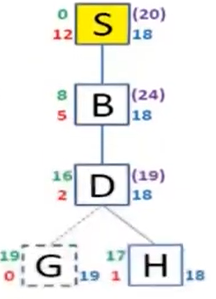 0 S (20)
12 18
8 B (24)
5 18
16 D (19)
2 18
19 G 17 H
0 19 1 18